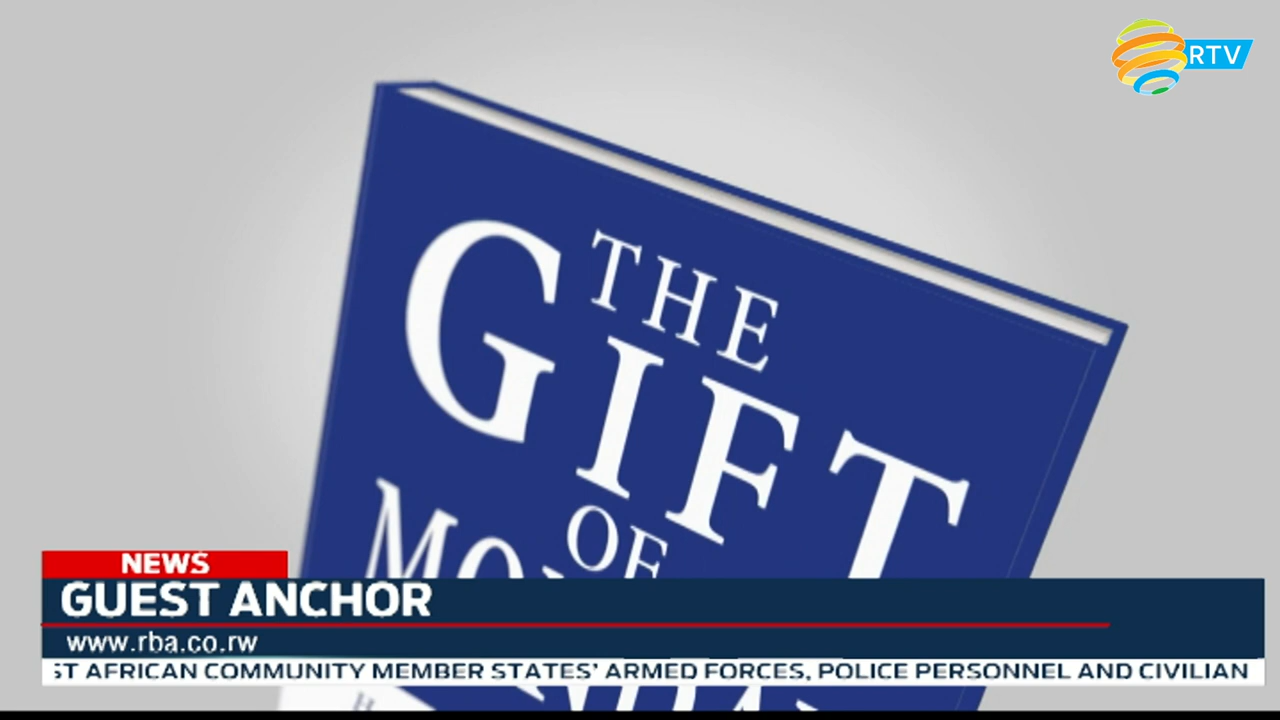 RTV
THE
GIFT
OF
NEWS
GUEST ANCHOR
www.rba.co.rw
ST AFRICAN COMMUNITY MEMBER STATES' ARMED FORCES, POLICE PERSONNEL AND CIVILIAN